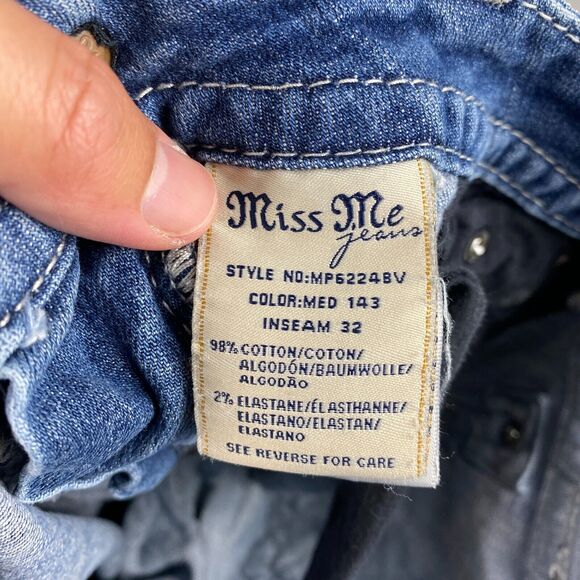 Miss Me
jeans
STYLE NO:MP6224BV
COLOR:MED 143
INSEAM 32
98% COTTON/COTON/
ALGODÓN/BAUMWOLLE/
ALGODÃO
2% ELASTANE/ÉLASTHANNE/
ELASTANO/ELASTAN/
ELASTANO
SEE REVERSE FOR CARE